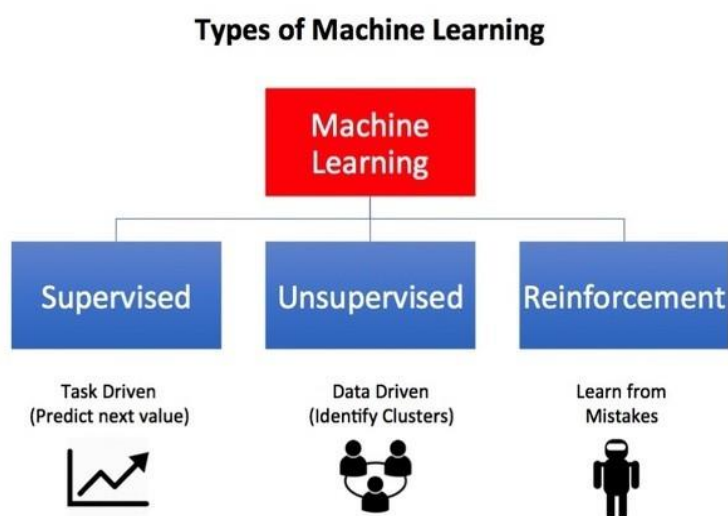 Types of Machine Learning
Machine
Learning
Supervised
Unsupervised
Reinforcement
Task Driven
(Predict next value)
Data Driven
(Identify Clusters)
Learn from
Mistakes